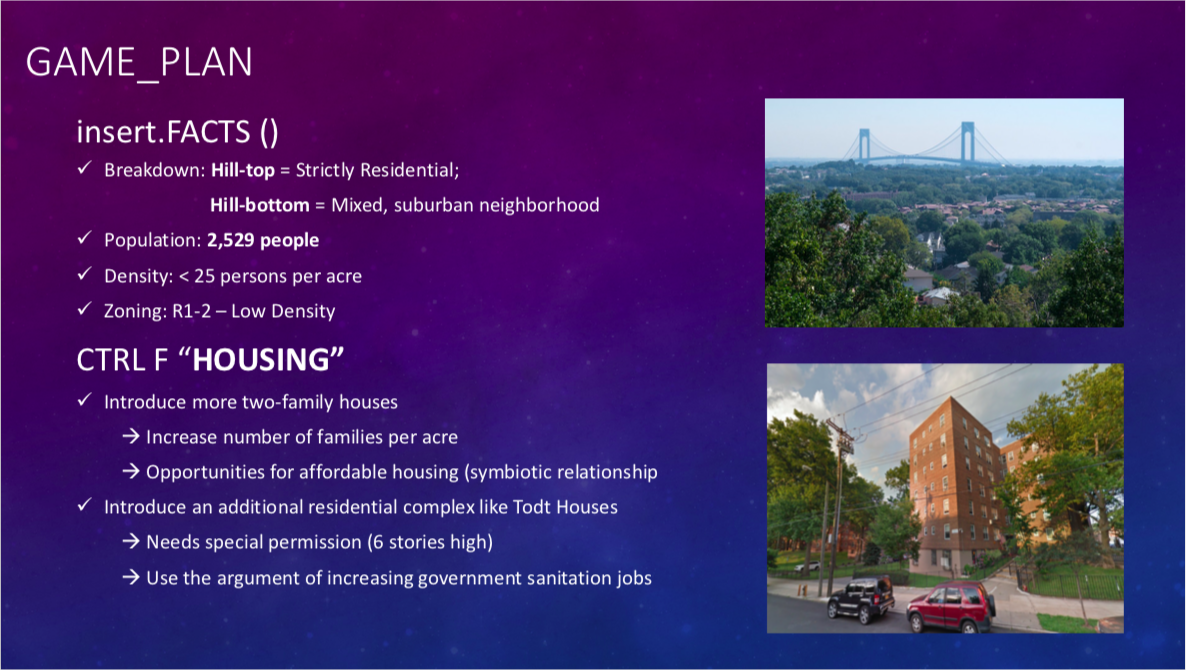 GAME_PLAN
insert.FACTS ()
✓ Breakdown: Hill-top = Strictly Residential;
Hill-bottom = Mixed, suburban neighborhood
✓ Population: 2,529 people
✓ Density: < 25 persons per acre
✓ Zoning: R1-2 – Low Density
CTRL F “HOUSING”
✓ Introduce more two-family houses
→ Increase number of families per acre
→ Opportunities for affordable housing (symbiotic relationship
✓ Introduce an additional residential complex like Todt Houses
→ Needs special permission (6 stories high)
→ Use the argument of increasing government sanitation jobs